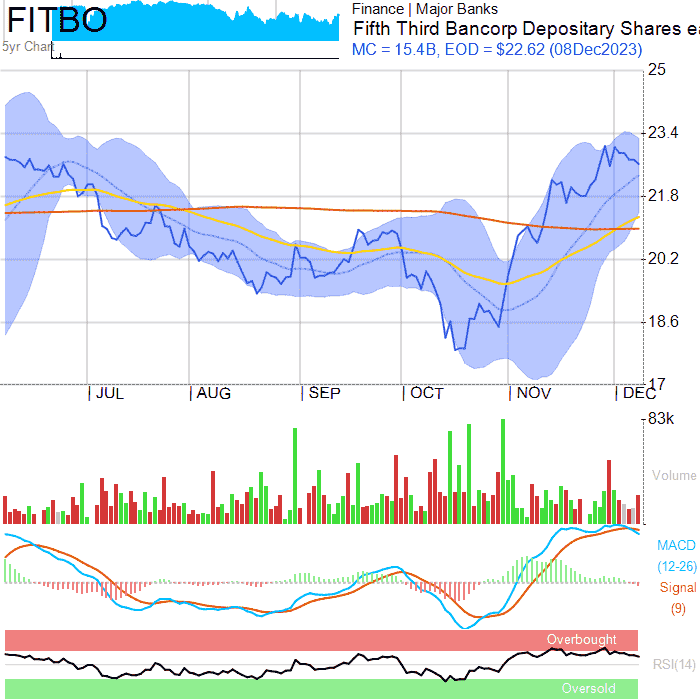 FITBO
5yr Chart
Finance | Major Banks
Fifth Third Bancorp Depositary Shares ea
MC = 15.4B, EOD = $22.62 (08Dec2023)
25
23.4
21.8
20.2
18.6
17
JUL AUG SEP OCT NOV DEC
83k
Volume
MACD
(12-26)
Signal
(9)
Overbought
RSI(14)
Oversold